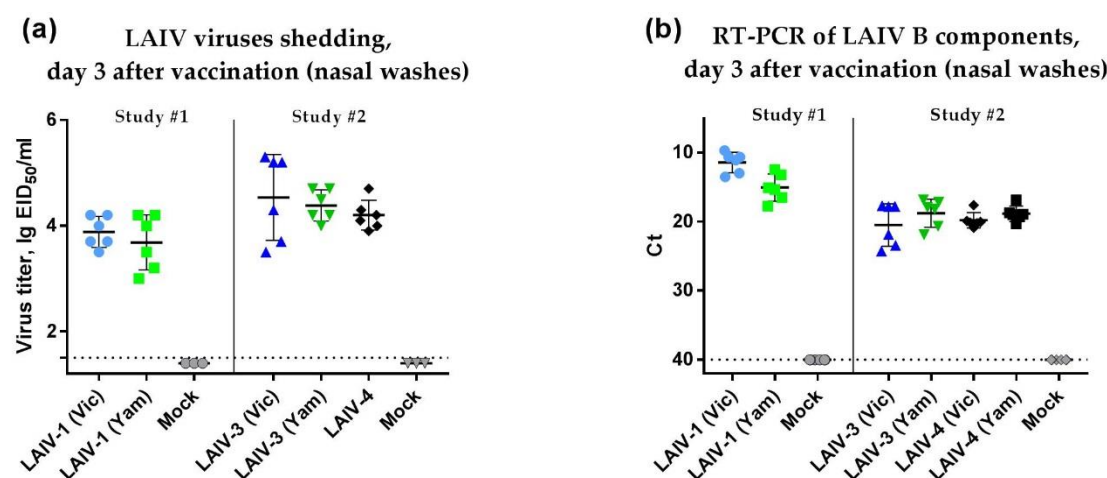 (a)
LAIV viruses shedding,
day 3 after vaccination (nasal washes)
Study #1
Study #2
Virus titer, lg EID50/ml
6
4
2
LAIV-1 (Vic)
LAIV-1 (Yam)
Mock
LAIV-3 (Vic)
LAIV-3 (Yam)
LAIV-4
Mock
(b)
RT-PCR of LAIV B components,
day 3 after vaccination (nasal washes)
Study #1
Study #2
Ct
10
20
30
40
LAIV-1 (Vic)
LAIV-1 (Yam)
Mock
LAIV-3 (Vic)
LAIV-3 (Yam)
LAIV-4 (Vic)
LAIV-4 (Yam)
Mock